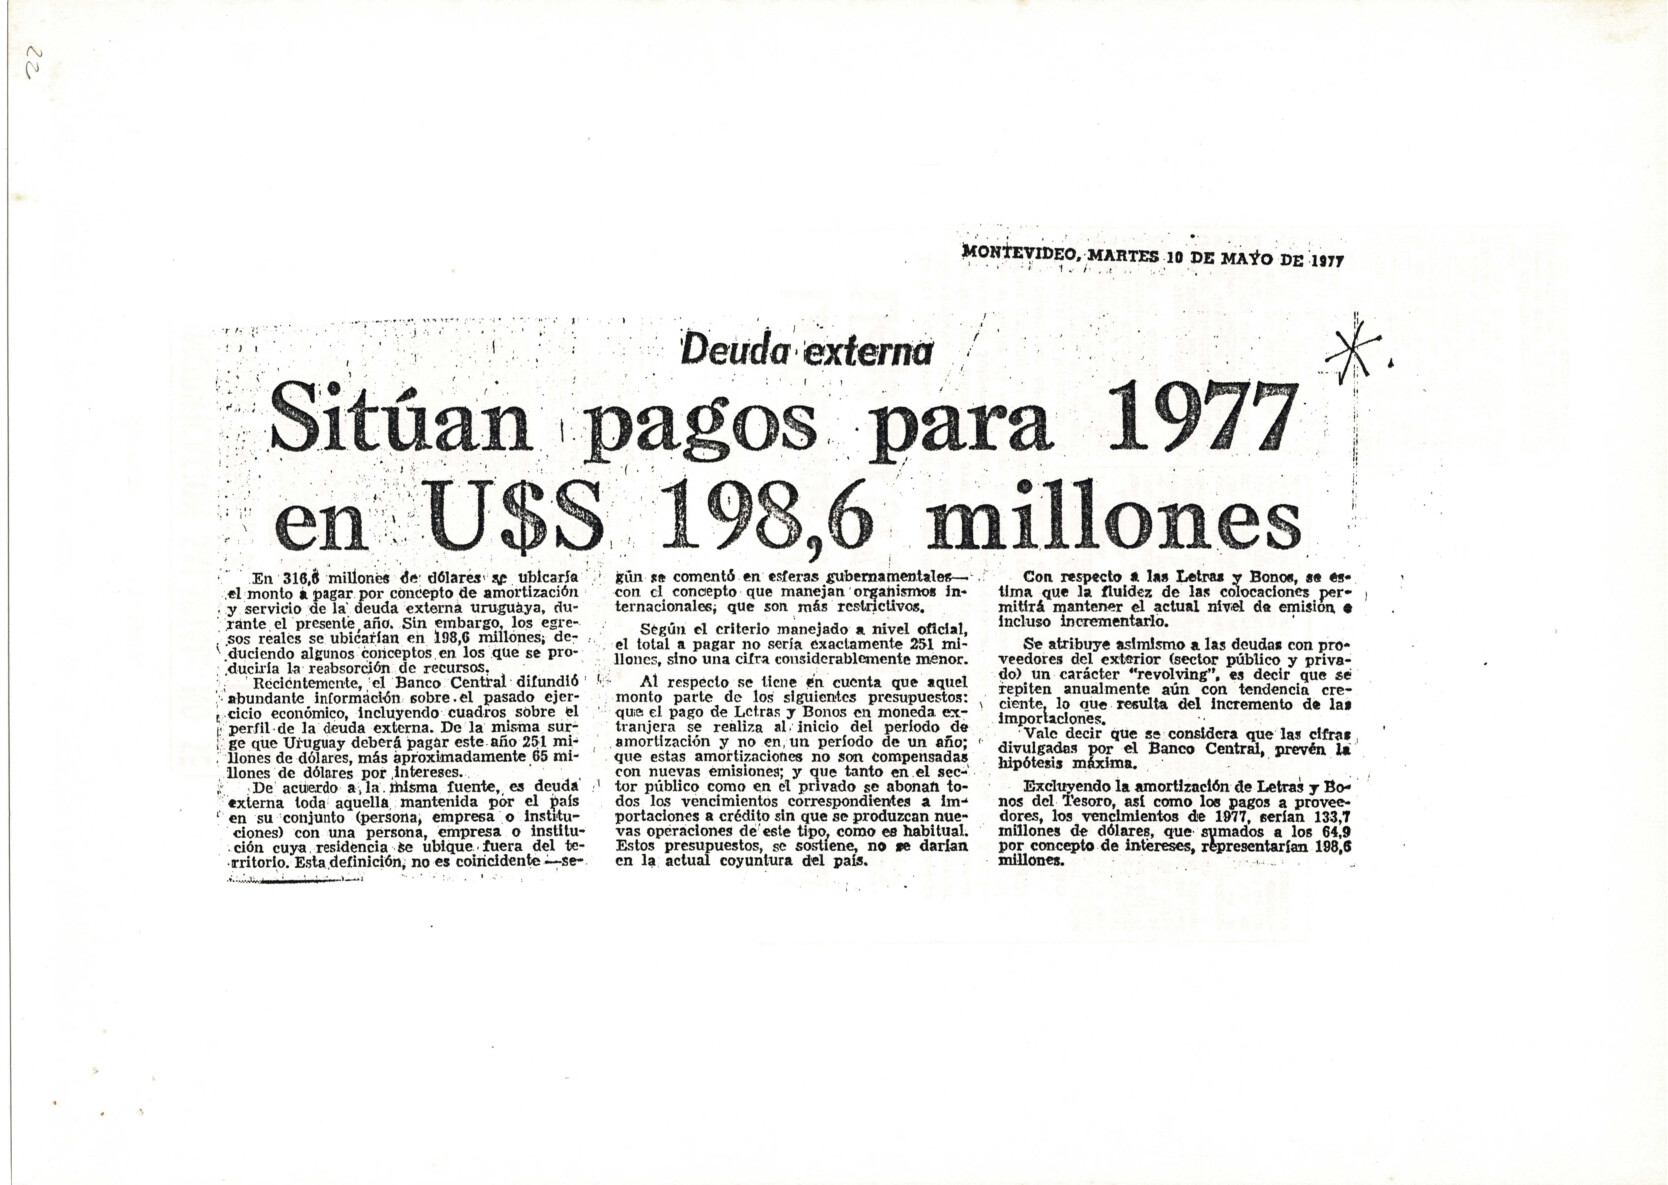 22
MONTEVIDEO, MARTES 10 DE MAYO DE 1977
Deuda externa
Sitúan pagos para 1977
en U$S 198,6 millones
En 316,6 millones de dólares se ubicaría
el monto a pagar por concepto de amortización
y servicio de la deuda externa uruguaya, du-
rante el presente año. Sin embargo, los egre-
sos reales se ubicarían en 198,6 millones, de-
duciendo algunos conceptos en los que se pro-
duciría la reabsorción de recursos.
Recientemente, el Banco Central difundió
abundante información sobre el pasado ejer-
cicio económico, incluyendo cuadros sobre el
perfil de la deuda externa. De la misma sur-
ge que Uruguay deberá pagar este año 251 mi-
llones de dólares, más aproximadamente 65 mi-
llones de dólares por intereses.
De acuerdo a la misma fuente, es deuda
externa toda aquella mantenida por el país
en su conjunto (persona, empresa o institu-
ciones) con una persona, empresa o institu-
ción cuya residencia se ubique fuera del te-
rritorio. Esta definición, no es coincidente —se-
gún se comentó en esferas gubernamentales—
con el concepto que manejan organismos in-
ternacionales, que son más restrictivos.
Según el criterio manejado a nivel oficial,
el total a pagar no sería exactamente 251 mi-
llones, sino una cifra considerablemente menor.
Al respecto se tiene en cuenta que aquel
monto parte de los siguientes presupuestos:
que el pago de Letras y Bonos en moneda ex-
tranjera se realiza al inicio del período de
amortización y no en un período de un año;
que estas amortizaciones no son compensadas
con nuevas emisiones; y que tanto en el sec-
tor público como en el privado se abonan to-
dos los vencimientos correspondientes a im-
portaciones a crédito sin que se produzcan nue-
vas operaciones de este tipo, como es habitual.
Estos presupuestos, se sostiene, no se darían
en la actual coyuntura del país.
Con respecto a las Letras y Bonos, se es-
tima que la fluidez de las colocaciones per-
mitirá mantener el actual nivel de emisión e
incluso incrementarlo.
Se atribuye asimismo a las deudas con pro-
veedores del exterior (sector público y priva-
do) un carácter "revolving", es decir que se
repiten anualmente aún con tendencia cre-
ciente, lo que resulta del incremento de las
importaciones.
Vale decir que se considera que las cifras
divulgadas por el Banco Central, prevén la
hipótesis máxima.
Excluyendo la amortización de Letras y Bo-
nos del Tesoro, así como los pagos a provee-
dores, los vencimientos de 1977, serían 133,7
millones de dólares, que sumados a los 64,9
por concepto de intereses, representarían 198,6
millones.